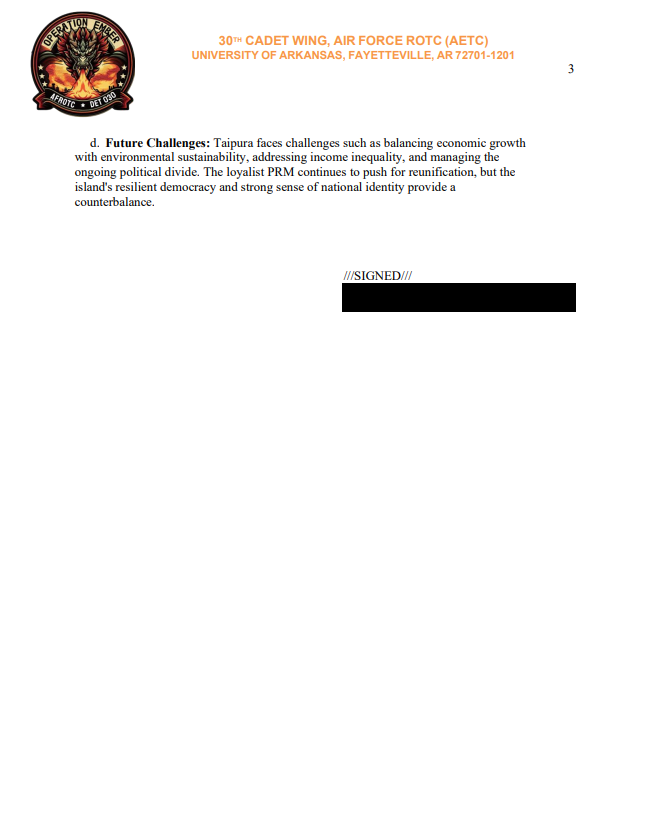 OPERATION EMBER
AFROTC ★ DET 030
30TH CADET WING, AIR FORCE ROTC (AETC)
UNIVERSITY OF ARKANSAS, FAYETTEVILLE, AR 72701-1201
3
d. Future Challenges: Taipura faces challenges such as balancing economic growth
with environmental sustainability, addressing income inequality, and managing the
ongoing political divide. The loyalist PRM continues to push for reunification, but the
island's resilient democracy and strong sense of national identity provide a
counterbalance.
///SIGNED///